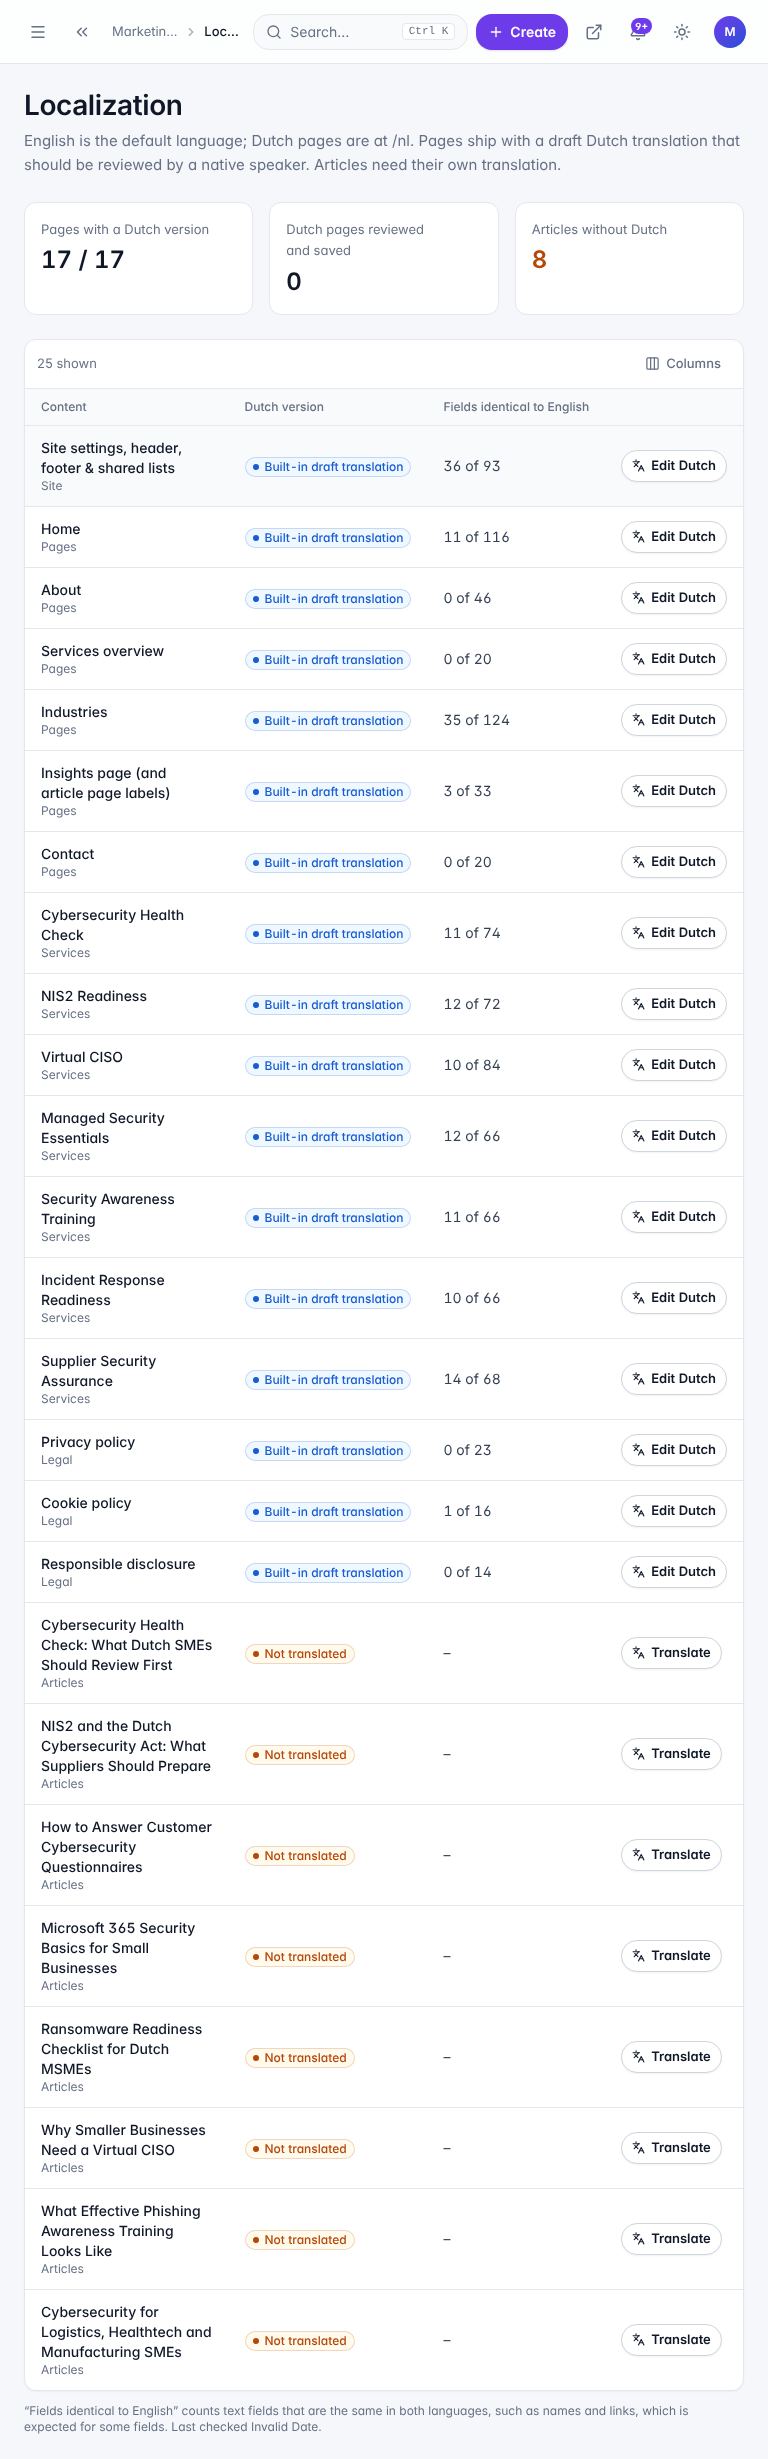 Marketin... > Loc...
Search...
Ctrl K
+ Create
9+
M
Localization
English is the default language; Dutch pages are at /nl. Pages ship with a draft Dutch translation that
should be reviewed by a native speaker. Articles need their own translation.
Pages with a Dutch version
17 / 17
Dutch pages reviewed
and saved
0
Articles without Dutch
8
25 shown
Columns
Content
Dutch version
Fields identical to English
Site settings, header,
footer & shared lists
Site
Built-in draft translation
36 of 93
Edit Dutch
Home
Pages
Built-in draft translation
11 of 116
Edit Dutch
About
Pages
Built-in draft translation
0 of 46
Edit Dutch
Services overview
Pages
Built-in draft translation
0 of 20
Edit Dutch
Industries
Pages
Built-in draft translation
35 of 124
Edit Dutch
Insights page (and
article page labels)
Pages
Built-in draft translation
3 of 33
Edit Dutch
Contact
Pages
Built-in draft translation
0 of 20
Edit Dutch
Cybersecurity Health
Check
Services
Built-in draft translation
11 of 74
Edit Dutch
NIS2 Readiness
Services
Built-in draft translation
12 of 72
Edit Dutch
Virtual CISO
Services
Built-in draft translation
10 of 84
Edit Dutch
Managed Security
Essentials
Services
Built-in draft translation
12 of 66
Edit Dutch
Security Awareness
Training
Services
Built-in draft translation
11 of 66
Edit Dutch
Incident Response
Readiness
Services
Built-in draft translation
10 of 66
Edit Dutch
Supplier Security
Assurance
Services
Built-in draft translation
14 of 68
Edit Dutch
Privacy policy
Legal
Built-in draft translation
0 of 23
Edit Dutch
Cookie policy
Legal
Built-in draft translation
1 of 16
Edit Dutch
Responsible disclosure
Legal
Built-in draft translation
0 of 14
Edit Dutch
Cybersecurity Health
Check: What Dutch SMEs
Should Review First
Articles
Not translated
–
Translate
NIS2 and the Dutch
Cybersecurity Act: What
Suppliers Should Prepare
Articles
Not translated
–
Translate
How to Answer Customer
Cybersecurity
Questionnaires
Articles
Not translated
–
Translate
Microsoft 365 Security
Basics for Small
Businesses
Articles
Not translated
–
Translate
Ransomware Readiness
Checklist for Dutch
MSMEs
Articles
Not translated
–
Translate
Why Smaller Businesses
Need a Virtual CISO
Articles
Not translated
–
Translate
What Effective Phishing
Awareness Training
Looks Like
Articles
Not translated
–
Translate
Cybersecurity for
Logistics, Healthtech and
Manufacturing SMEs
Articles
Not translated
–
Translate
“Fields identical to English” counts text fields that are the same in both languages, such as names and links, which is
expected for some fields. Last checked Invalid Date.